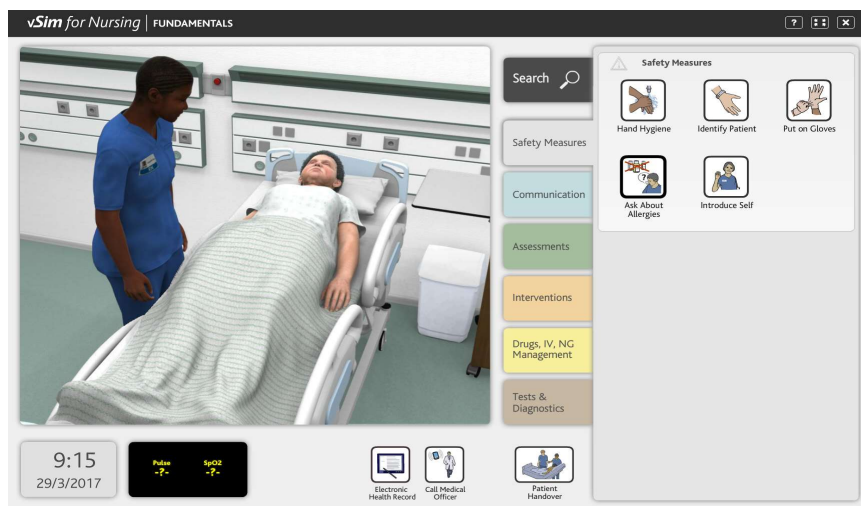 vSim for Nursing | FUNDAMENTALS
?
Search
Safety Measures
Communication
Assessments
Interventions
Drugs, IV, NG
Management
Tests &
Diagnostics
Safety Measures
Hand Hygiene
Identify Patient
Put on Gloves
Ask About
Allergies
Introduce Self
9:15
29/3/2017
Pulse
-?-
SpO2
-?-
Electronic
Health Record
Call Medical
Officer
Patient
Handover